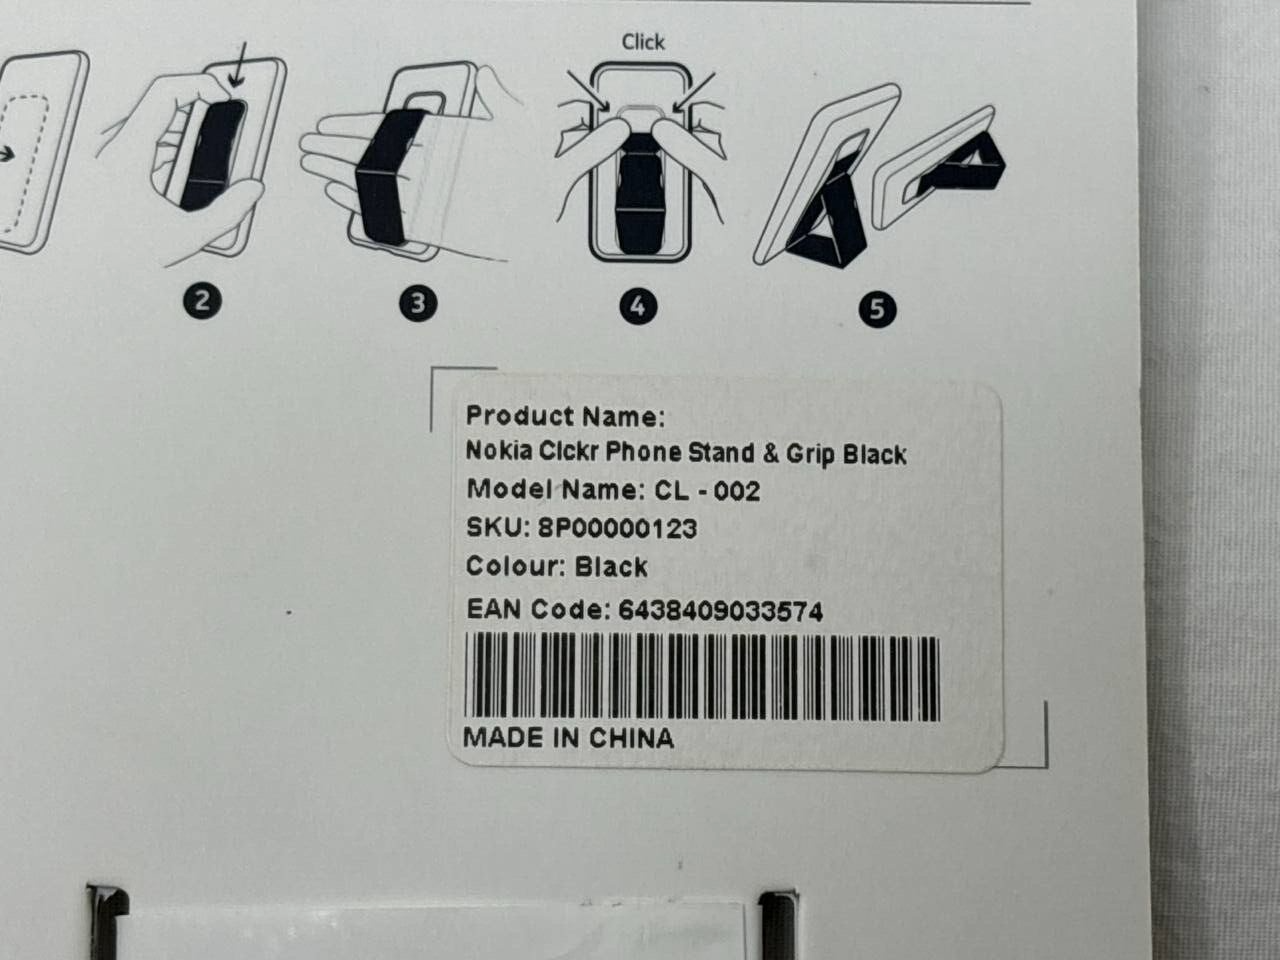 Click
2
3
4
5
Product Name:
Nokia Clckr Phone Stand & Grip Black
Model Name: CL - 002
SKU: 8P00000123
Colour: Black
EAN Code: 6438409033574
MADE IN CHINA